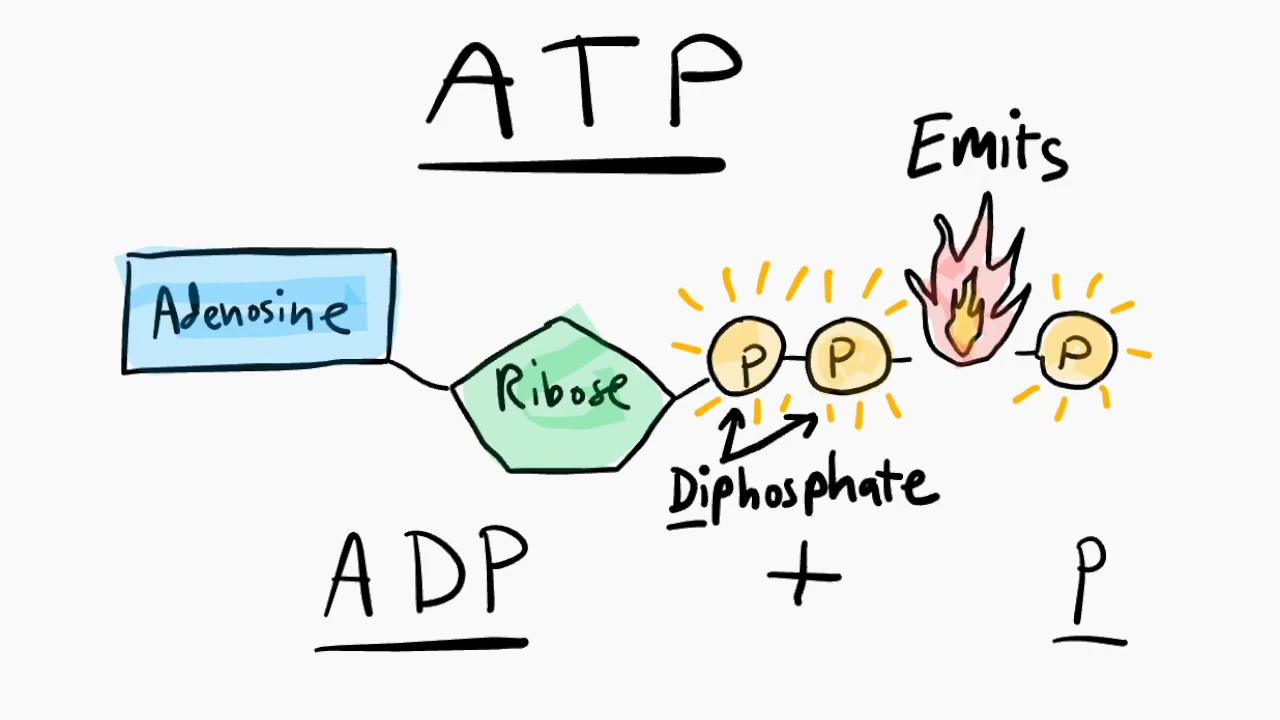 ATP
Emits
Adenosine
Ribose
P
P
P
Diphosphate
ADP + P